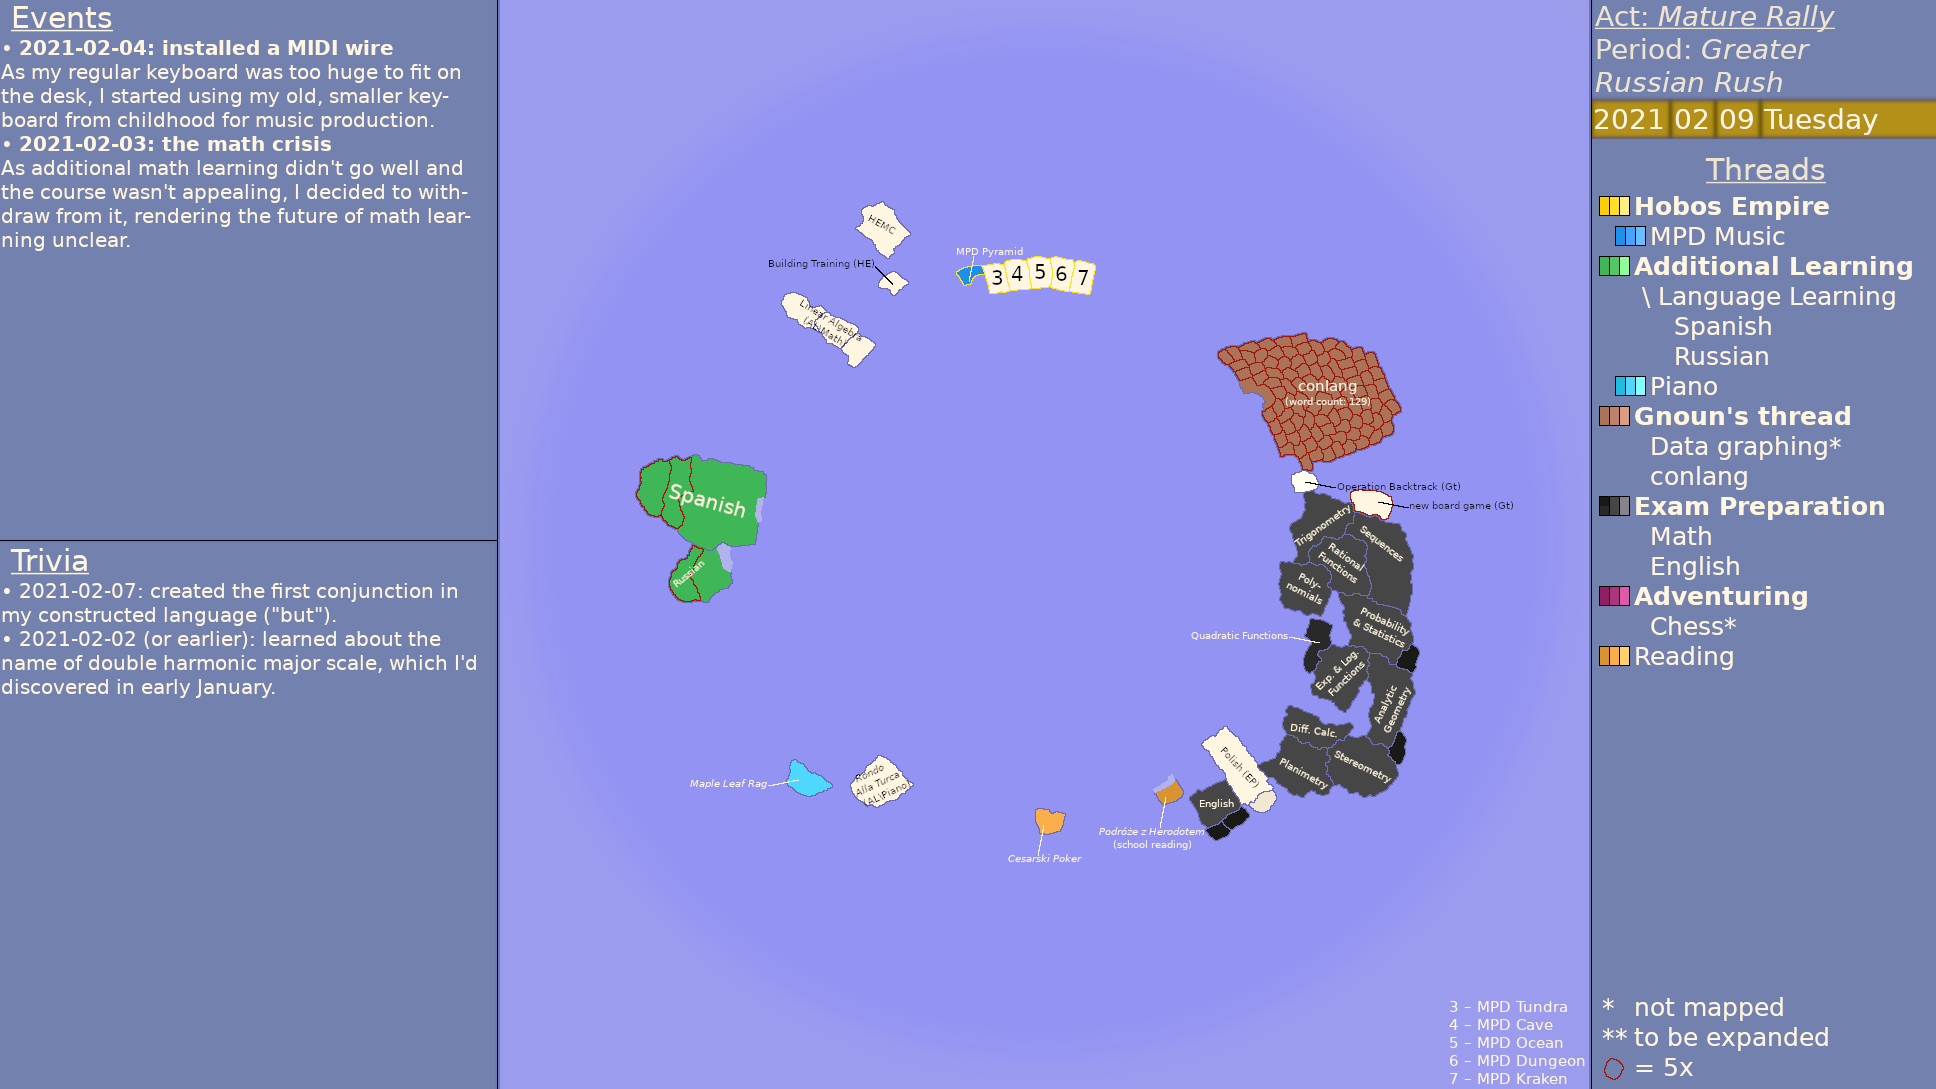 Events
• 2021-02-04: installed a MIDI wire
As my regular keyboard was too huge to fit on
the desk, I started using my old, smaller key-
board from childhood for music production.
• 2021-02-03: the math crisis
As additional math learning didn't go well and
the course wasn't appealing, I decided to with-
draw from it, rendering the future of math lear-
ning unclear.
Trivia
• 2021-02-07: created the first conjunction in
my constructed language ("but").
• 2021-02-02 (or earlier): learned about the
name of double harmonic major scale, which I'd
discovered in early January.
HEMC
Building Training (HE)
MPD Pyramid
3 4 5 6 7
Linear Algebra
(AL\Math)
conlang
(word count: 129)
Operation Backtrack (Gt)
new board game (Gt)
Spanish
Russian
Trigonometry
Sequences
Rational
Functions
Poly-
nomials
Probability
& Statistics
Quadratic Functions
Exp. & Log.
Functions
Analytic
Geometry
Diff. Calc.
Planimetry
Stereometry
Polish (EP)
English
Maple Leaf Rag
Rondo
Alla Turca
(AL\Piano)
Cesarski Poker
Podróże z Herodotem
(school reading)
3 – MPD Tundra
4 – MPD Cave
5 – MPD Ocean
6 – MPD Dungeon
7 – MPD Kraken
Act: Mature Rally
Period: Greater
Russian Rush
2021 02 09 Tuesday
Threads
Hobos Empire
MPD Music
Additional Learning
\ Language Learning
Spanish
Russian
Piano
Gnoun's thread
Data graphing*
conlang
Exam Preparation
Math
English
Adventuring
Chess*
Reading
* not mapped
** to be expanded
= 5x